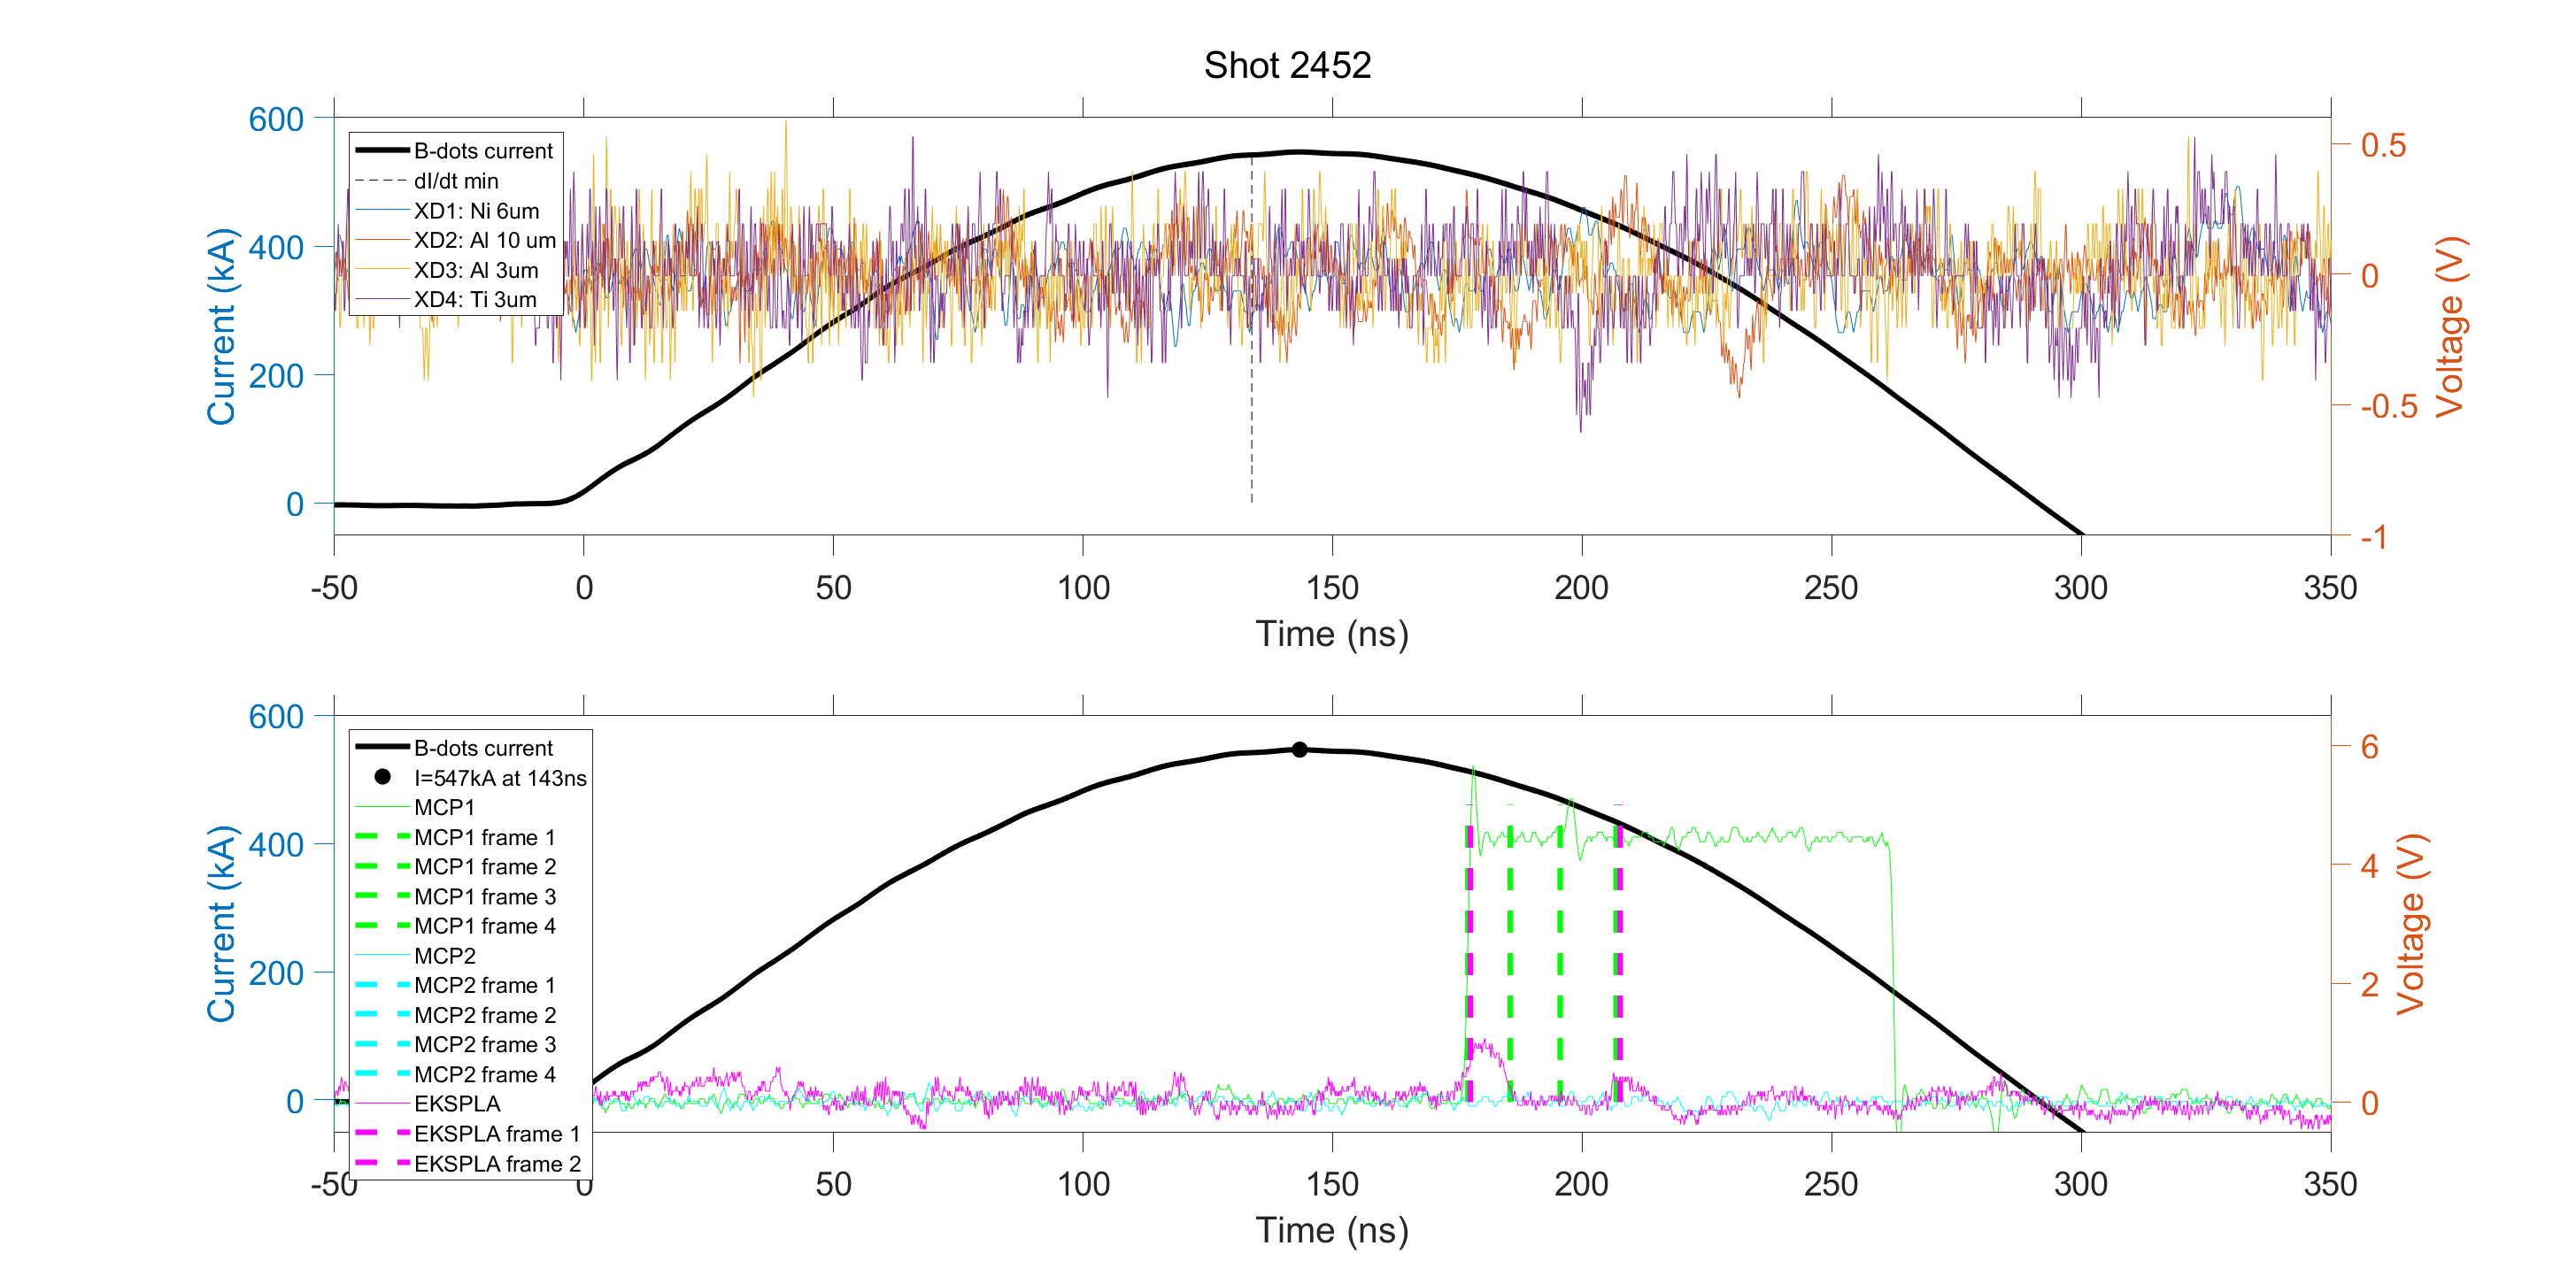 Shot 2452
600
400
200
0
Current (kA)
B-dots current
dI/dt min
XD1: Ni 6um
XD2: Al 10 um
XD3: Al 3um
XD4: Ti 3um
0.5
0
-0.5
-1
Voltage (V)
-50 0 50 100 150 200 250 300 350
Time (ns)
600
400
200
0
Current (kA)
B-dots current
I=547kA at 143ns
MCP1
MCP1 frame 1
MCP1 frame 2
MCP1 frame 3
MCP1 frame 4
MCP2
MCP2 frame 1
MCP2 frame 2
MCP2 frame 3
MCP2 frame 4
EKSPLA
EKSPLA frame 1
EKSPLA frame 2
6
4
2
0
Voltage (V)
-50 0 50 100 150 200 250 300 350
Time (ns)